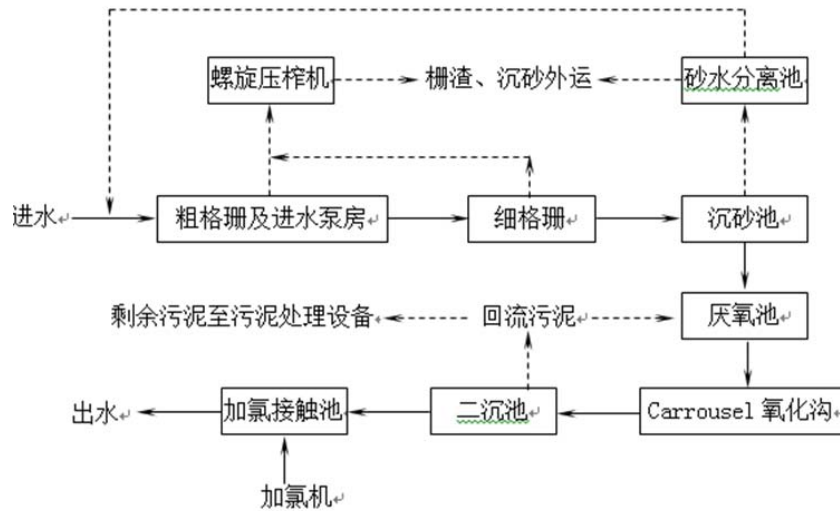 螺旋压榨机
栅渣、沉砂外运
砂水分离池
进水
粗格珊及进水泵房
细格珊
沉砂池
剩余污泥至污泥处理设备
回流污泥
厌氧池
出水
加氯接触池
二沉池
Carrousel 氧化沟
加氯机